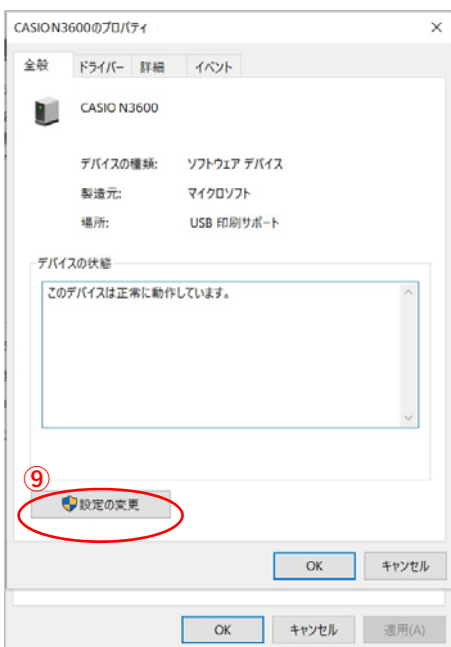 CASIO N3600のプロパティ
全般 ドライバー 詳細 イベント
CASIO N3600
デバイスの種類: ソフトウェア デバイス
製造元: マイクロソフト
場所: USB 印刷サポート
デバイスの状態
このデバイスは正常に動作しています。
⑨
設定の変更
OK キャンセル
OK キャンセル 適用(A)